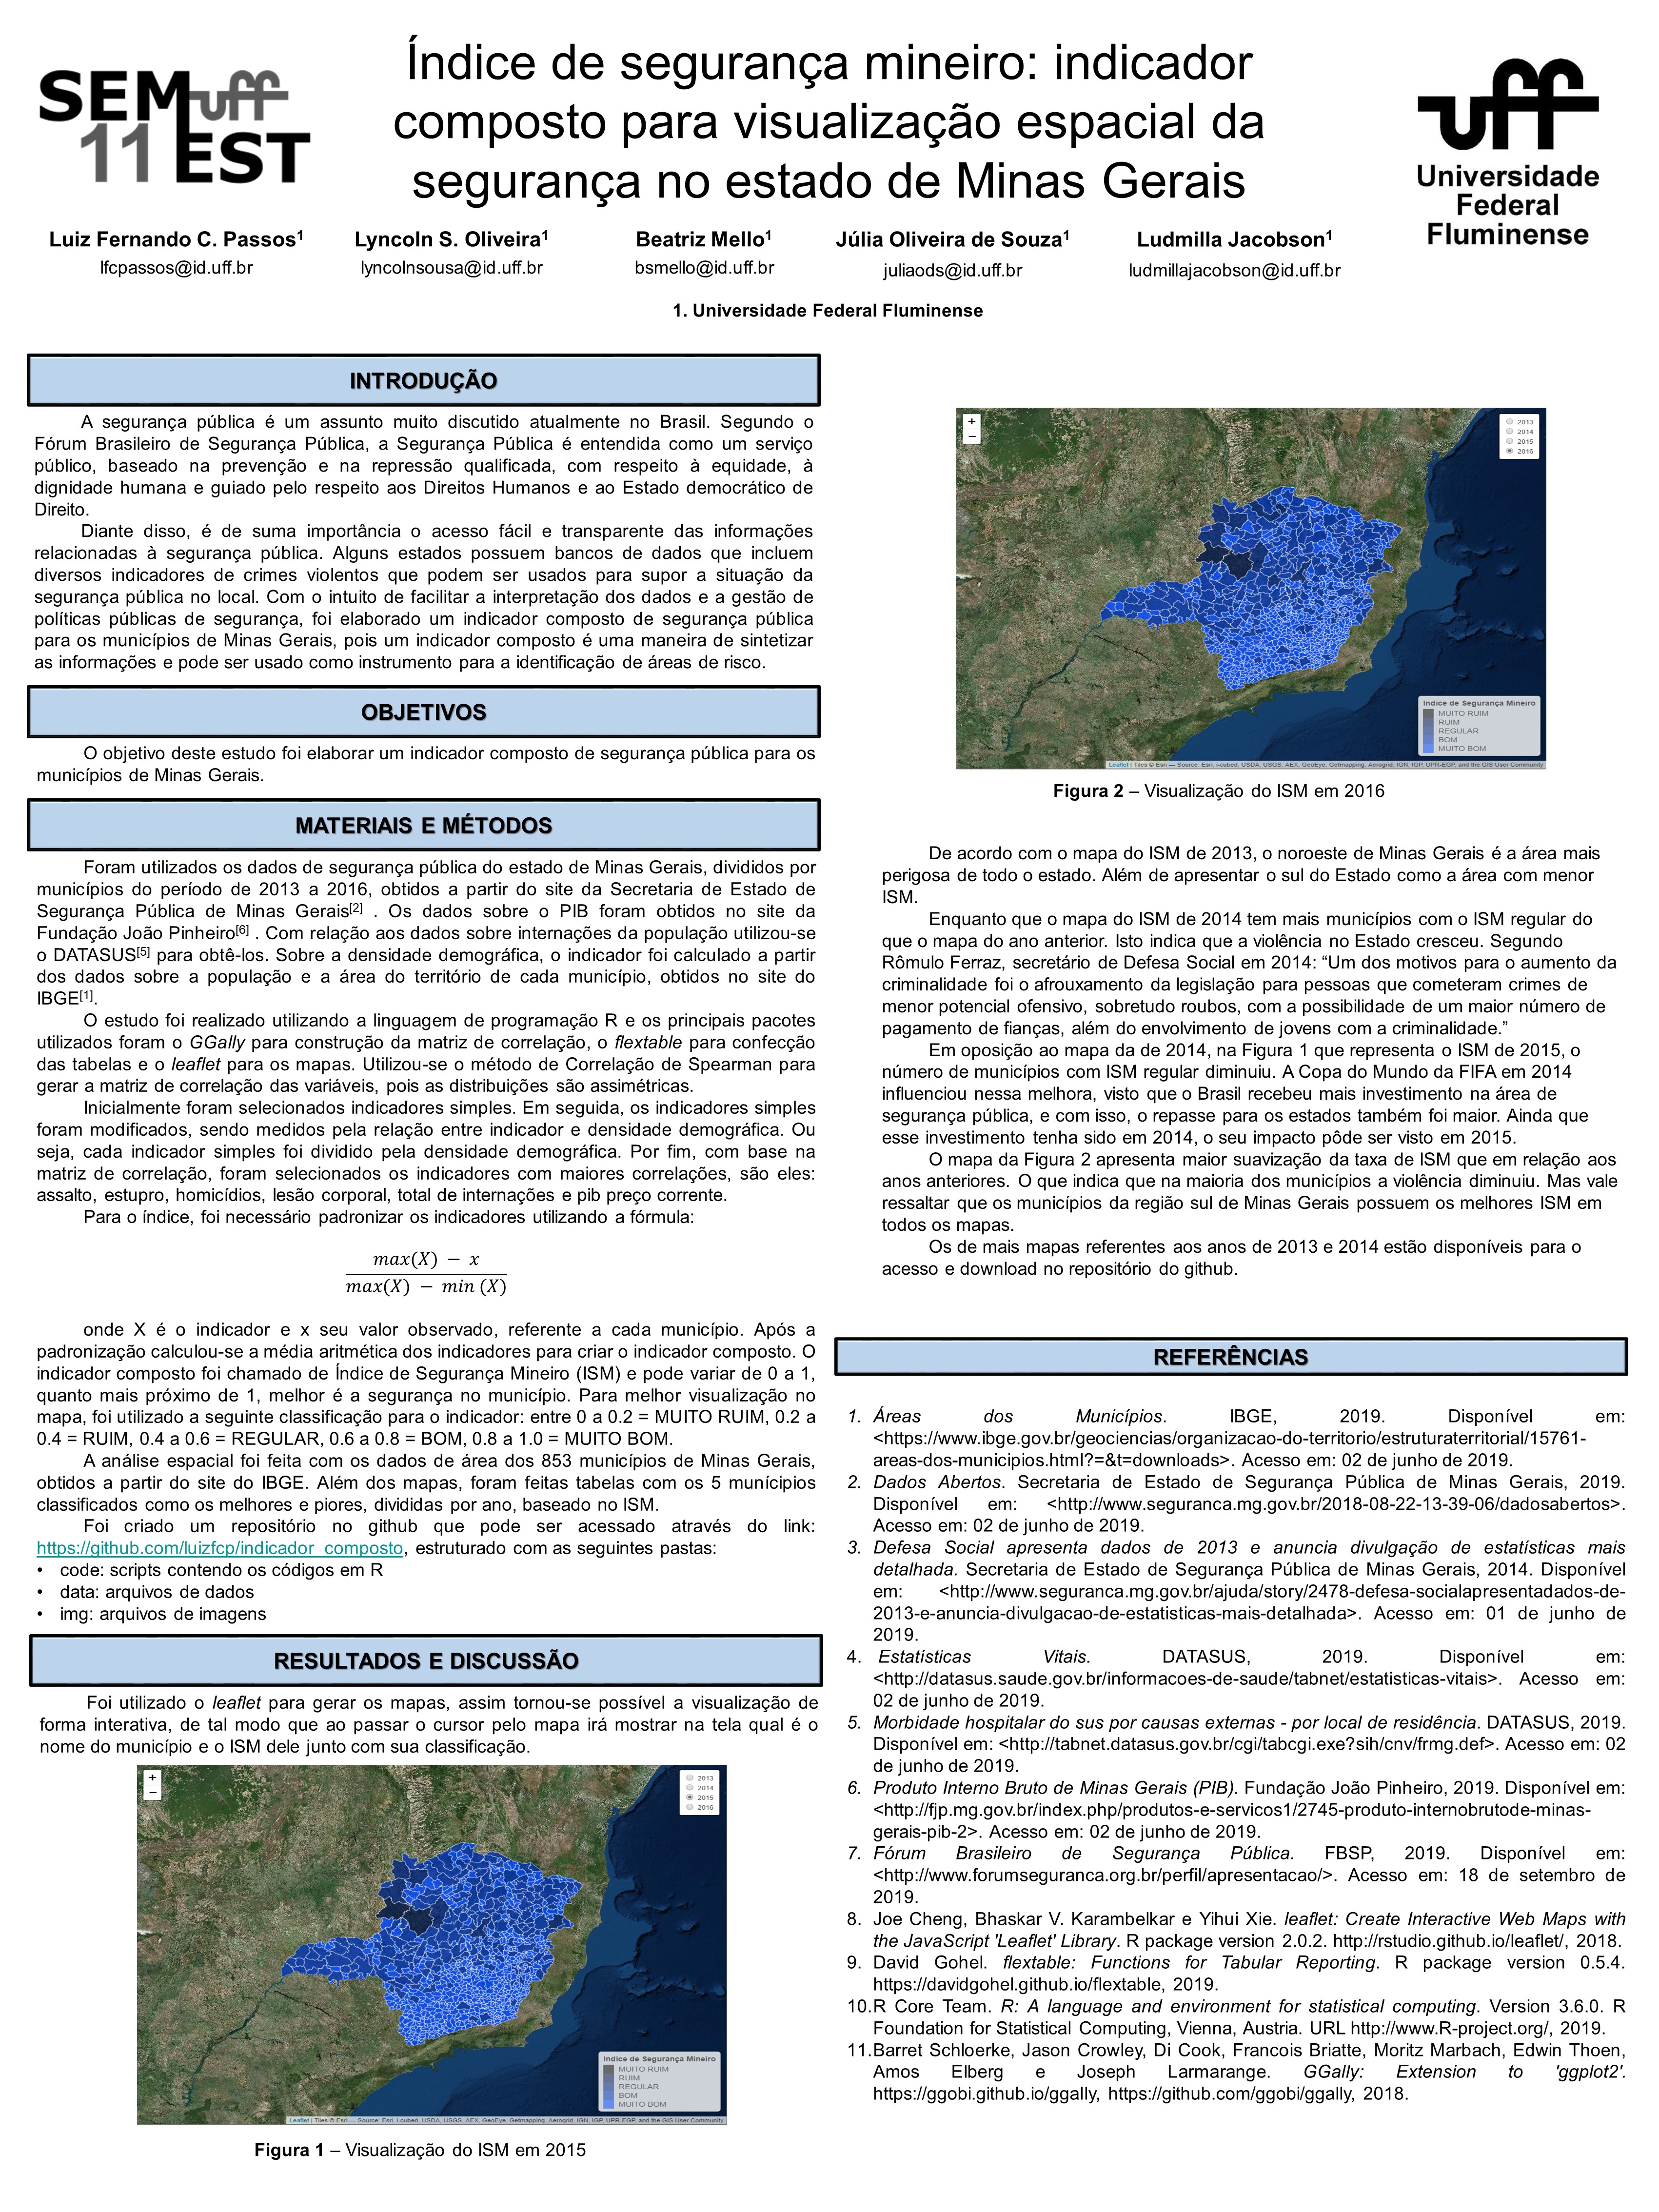 SEM uff
11 EST
Índice de segurança mineiro: indicador
composto para visualização espacial da
segurança no estado de Minas Gerais
uff
Universidade
Federal
Fluminense
Luiz Fernando C. Passos¹
lfcpassos@id.uff.br
Lyncoln S. Oliveira¹
lyncolnsousa@id.uff.br
Beatriz Mello¹
bsmello@id.uff.br
Júlia Oliveira de Souza¹
juliaods@id.uff.br
Ludmilla Jacobson¹
ludmillajacobson@id.uff.br
1. Universidade Federal Fluminense
INTRODUÇÃO
A segurança pública é um assunto muito discutido atualmente no Brasil. Segundo o
Fórum Brasileiro de Segurança Pública, a Segurança Pública é entendida como um serviço
público, baseado na prevenção e na repressão qualificada, com respeito à equidade, à
dignidade humana e guiado pelo respeito aos Direitos Humanos e ao Estado democrático de
Direito.
Diante disso, é de suma importância o acesso fácil e transparente das informações
relacionadas à segurança pública. Alguns estados possuem bancos de dados que incluem
diversos indicadores de crimes violentos que podem ser usados para supor a situação da
segurança pública no local. Com o intuito de facilitar a interpretação dos dados e a gestão de
políticas públicas de segurança, foi elaborado um indicador composto de segurança pública
para os municípios de Minas Gerais, pois um indicador composto é uma maneira de sintetizar
as informações e pode ser usado como instrumento para a identificação de áreas de risco.
OBJETIVOS
O objetivo deste estudo foi elaborar um indicador composto de segurança pública para os
municípios de Minas Gerais.
MATERIAIS E MÉTODOS
Foram utilizados os dados de segurança pública do estado de Minas Gerais, divididos por
municípios do período de 2013 a 2016, obtidos a partir do site da Secretaria de Estado de
Segurança Pública de Minas Gerais[2] . Os dados sobre o PIB foram obtidos no site da
Fundação João Pinheiro[6] . Com relação aos dados sobre internações da população utilizou-se
o DATASUS[5] para obtê-los. Sobre a densidade demográfica, o indicador foi calculado a partir
dos dados sobre a população e a área do território de cada município, obtidos no site do
IBGE[1].
O estudo foi realizado utilizando a linguagem de programação R e os principais pacotes
utilizados foram o GGally para construção da matriz de correlação, o flextable para confecção
das tabelas e o leaflet para os mapas. Utilizou-se o método de Correlação de Spearman para
gerar a matriz de correlação das variáveis, pois as distribuições são assimétricas.
Inicialmente foram selecionados indicadores simples. Em seguida, os indicadores simples
foram modificados, sendo medidos pela relação entre indicador e densidade demográfica. Ou
seja, cada indicador simples foi dividido pela densidade demográfica. Por fim, com base na
matriz de correlação, foram selecionados os indicadores com maiores correlações, são eles:
assalto, estupro, homicídios, lesão corporal, total de internações e pib preço corrente.
Para o índice, foi necessário padronizar os indicadores utilizando a fórmula:
max(X) − x
max(X) − min (X)
onde X é o indicador e x seu valor observado, referente a cada município. Após a
padronização calculou-se a média aritmética dos indicadores para criar o indicador composto. O
indicador composto foi chamado de Índice de Segurança Mineiro (ISM) e pode variar de 0 a 1,
quanto mais próximo de 1, melhor é a segurança no município. Para melhor visualização no
mapa, foi utilizado a seguinte classificação para o indicador: entre 0 a 0.2 = MUITO RUIM, 0.2 a
0.4 = RUIM, 0.4 a 0.6 = REGULAR, 0.6 a 0.8 = BOM, 0.8 a 1.0 = MUITO BOM.
A análise espacial foi feita com os dados de área dos 853 municípios de Minas Gerais,
obtidos a partir do site do IBGE. Além dos mapas, foram feitas tabelas com os 5 munícipios
classificados como os melhores e piores, divididas por ano, baseado no ISM.
Foi criado um repositório no github que pode ser acessado através do link:
https://github.com/luizfcp/indicador_composto, estruturado com as seguintes pastas:
• code: scripts contendo os códigos em R
• data: arquivos de dados
• img: arquivos de imagens
RESULTADOS E DISCUSSÃO
Foi utilizado o leaflet para gerar os mapas, assim tornou-se possível a visualização de
forma interativa, de tal modo que ao passar o cursor pelo mapa irá mostrar na tela qual é o
nome do município e o ISM dele junto com sua classificação.
+
−
2013
2014
2015
2016
Indice de Segurança Mineiro
MUITO RUIM
RUIM
REGULAR
BOM
MUITO BOM
Leaflet | Tiles © Esri — Source: Esri, i-cubed, USDA, USGS, AEX, GeoEye, Getmapping, Aerogrid, IGN, IGP, UPR-EGP, and the GIS User Community
Figura 1 – Visualização do ISM em 2015
+
−
2013
2014
2015
2016
Indice de Segurança Mineiro
MUITO RUIM
RUIM
REGULAR
BOM
MUITO BOM
Leaflet | Tiles © Esri — Source: Esri, i-cubed, USDA, USGS, AEX, GeoEye, Getmapping, Aerogrid, IGN, IGP, UPR-EGP, and the GIS User Community
Figura 2 – Visualização do ISM em 2016
De acordo com o mapa do ISM de 2013, o noroeste de Minas Gerais é a área mais
perigosa de todo o estado. Além de apresentar o sul do Estado como a área com menor
ISM.
Enquanto que o mapa do ISM de 2014 tem mais municípios com o ISM regular do
que o mapa do ano anterior. Isto indica que a violência no Estado cresceu. Segundo
Rômulo Ferraz, secretário de Defesa Social em 2014: “Um dos motivos para o aumento da
criminalidade foi o afrouxamento da legislação para pessoas que cometeram crimes de
menor potencial ofensivo, sobretudo roubos, com a possibilidade de um maior número de
pagamento de fianças, além do envolvimento de jovens com a criminalidade.”
Em oposição ao mapa da de 2014, na Figura 1 que representa o ISM de 2015, o
número de municípios com ISM regular diminuiu. A Copa do Mundo da FIFA em 2014
influenciou nessa melhora, visto que o Brasil recebeu mais investimento na área de
segurança pública, e com isso, o repasse para os estados também foi maior. Ainda que
esse investimento tenha sido em 2014, o seu impacto pôde ser visto em 2015.
O mapa da Figura 2 apresenta maior suavização da taxa de ISM que em relação aos
anos anteriores. O que indica que na maioria dos municípios a violência diminuiu. Mas vale
ressaltar que os municípios da região sul de Minas Gerais possuem os melhores ISM em
todos os mapas.
Os de mais mapas referentes aos anos de 2013 e 2014 estão disponíveis para o
acesso e download no repositório do github.
REFERÊNCIAS
1. Áreas dos Municípios. IBGE, 2019. Disponível em:
<https://www.ibge.gov.br/geociencias/organizacao-do-territorio/estruturaterritorial/15761-
areas-dos-municipios.html?=&t=downloads>. Acesso em: 02 de junho de 2019.
2. Dados Abertos. Secretaria de Estado de Segurança Pública de Minas Gerais, 2019.
Disponível em: <http://www.seguranca.mg.gov.br/2018-08-22-13-39-06/dadosabertos>.
Acesso em: 02 de junho de 2019.
3. Defesa Social apresenta dados de 2013 e anuncia divulgação de estatísticas mais
detalhada. Secretaria de Estado de Segurança Pública de Minas Gerais, 2014. Disponível
em: <http://www.seguranca.mg.gov.br/ajuda/story/2478-defesa-socialapresentadados-de-
2013-e-anuncia-divulgacao-de-estatisticas-mais-detalhada>. Acesso em: 01 de junho de
2019.
4. Estatísticas Vitais. DATASUS, 2019. Disponível em:
<http://datasus.saude.gov.br/informacoes-de-saude/tabnet/estatisticas-vitais>. Acesso em:
02 de junho de 2019.
5. Morbidade hospitalar do sus por causas externas - por local de residência. DATASUS, 2019.
Disponível em: <http://tabnet.datasus.gov.br/cgi/tabcgi.exe?sih/cnv/frmg.def>. Acesso em: 02
de junho de 2019.
6. Produto Interno Bruto de Minas Gerais (PIB). Fundação João Pinheiro, 2019. Disponível em:
<http://fjp.mg.gov.br/index.php/produtos-e-servicos1/2745-produto-internobrutode-minas-
gerais-pib-2>. Acesso em: 02 de junho de 2019.
7. Fórum Brasileiro de Segurança Pública. FBSP, 2019. Disponível em:
<http://www.forumseguranca.org.br/perfil/apresentacao/>. Acesso em: 18 de setembro de
2019.
8. Joe Cheng, Bhaskar V. Karambelkar e Yihui Xie. leaflet: Create Interactive Web Maps with
the JavaScript 'Leaflet' Library. R package version 2.0.2. http://rstudio.github.io/leaflet/, 2018.
9. David Gohel. flextable: Functions for Tabular Reporting. R package version 0.5.4.
https://davidgohel.github.io/flextable, 2019.
10.R Core Team. R: A language and environment for statistical computing. Version 3.6.0. R
Foundation for Statistical Computing, Vienna, Austria. URL http://www.R-project.org/, 2019.
11.Barret Schloerke, Jason Crowley, Di Cook, Francois Briatte, Moritz Marbach, Edwin Thoen,
Amos Elberg e Joseph Larmarange. GGally: Extension to 'ggplot2'.
https://ggobi.github.io/ggally, https://github.com/ggobi/ggally, 2018.